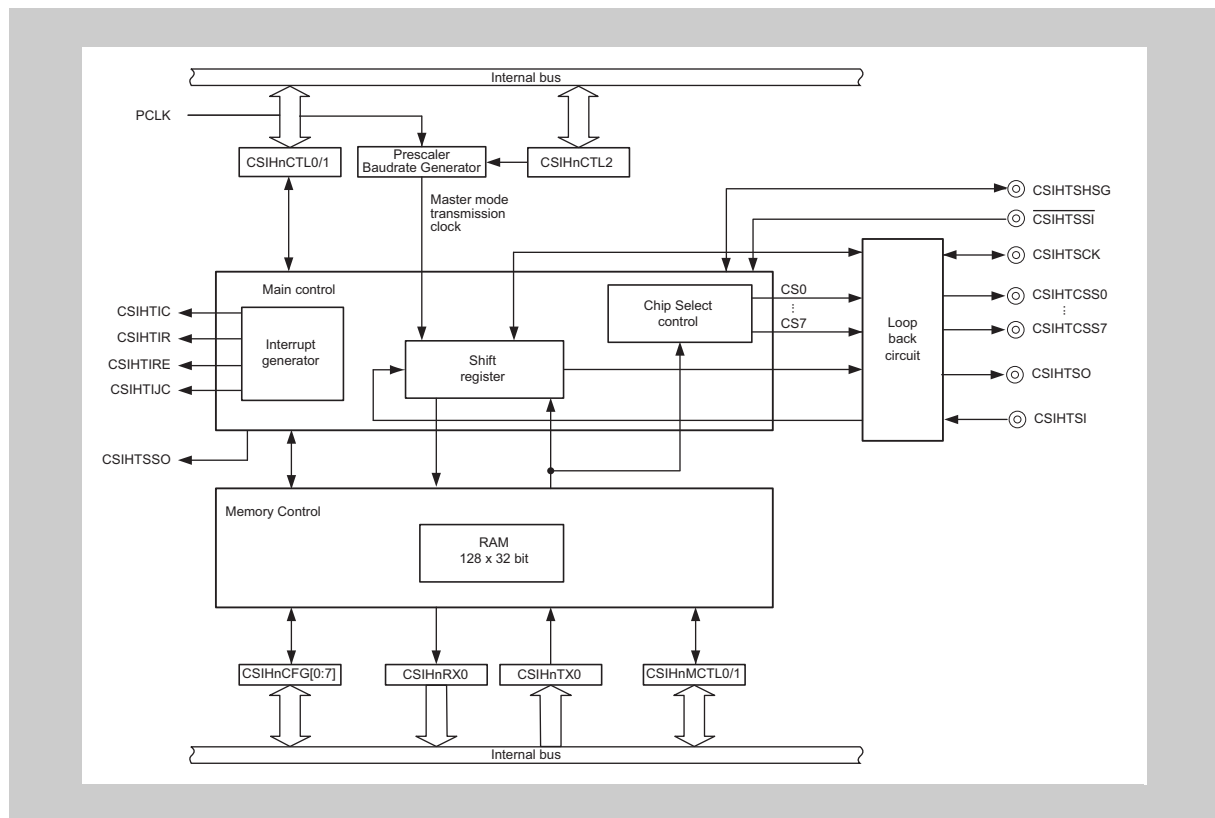 Internal bus
PCLK
CSIHnCTL0/1
Prescaler
Baudrate Generator
CSIHnCTL2
Master mode
transmission
clock
CSIHTSHSG
CSIHTSSI
CSIHTSCK
CSIHTCSS0
⋮
CSIHTCSS7
CSIHTSO
CSIHTSI
Main control
Chip Select
control
CS0
⋮
CS7
Loop
back
circuit
CSIHTIC
CSIHTIR
CSIHTIRE
CSIHTIJC
Interrupt
generator
Shift
register
CSIHTSSO
Memory Control
RAM
128 x 32 bit
CSIHnCFG[0:7]
CSIHnRX0
CSIHnTX0
CSIHnMCTL0/1
Internal bus